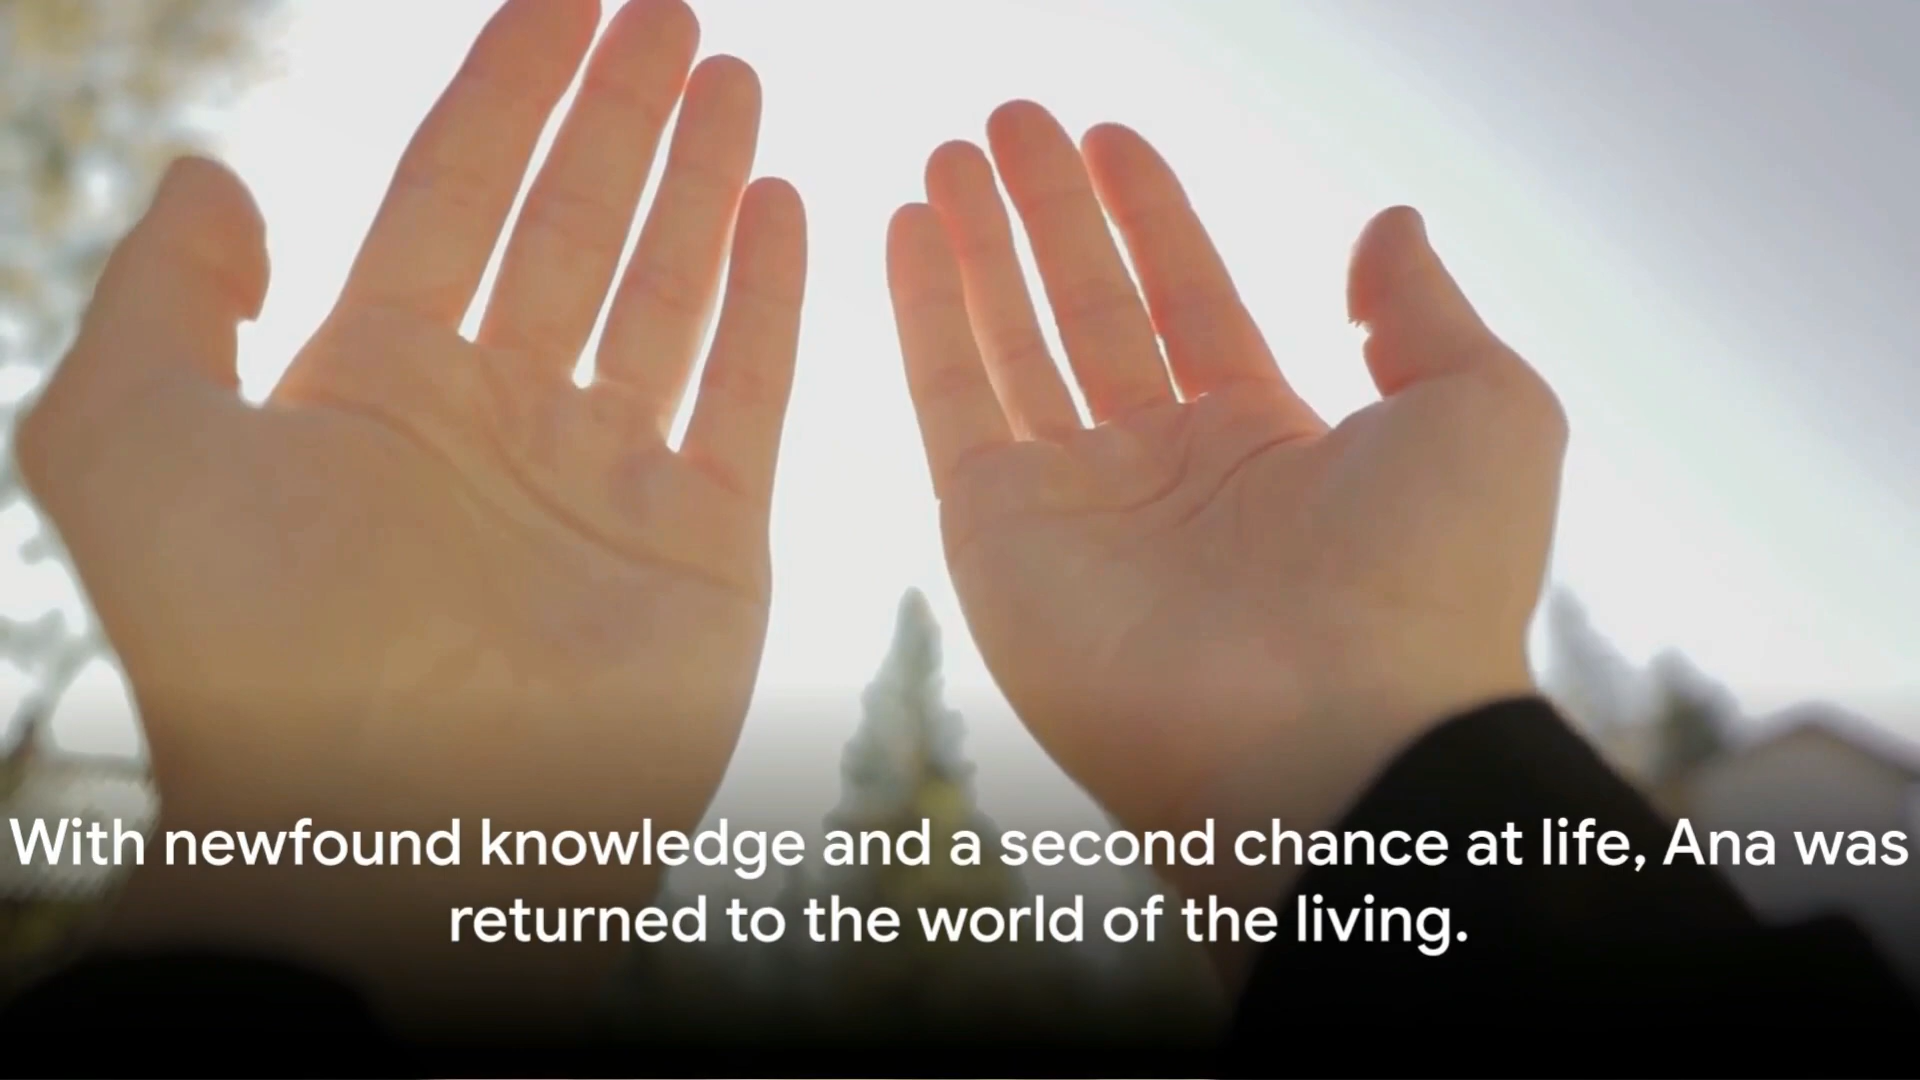 With newfound knowledge and a second chance at life, Ana was
returned to the world of the living.